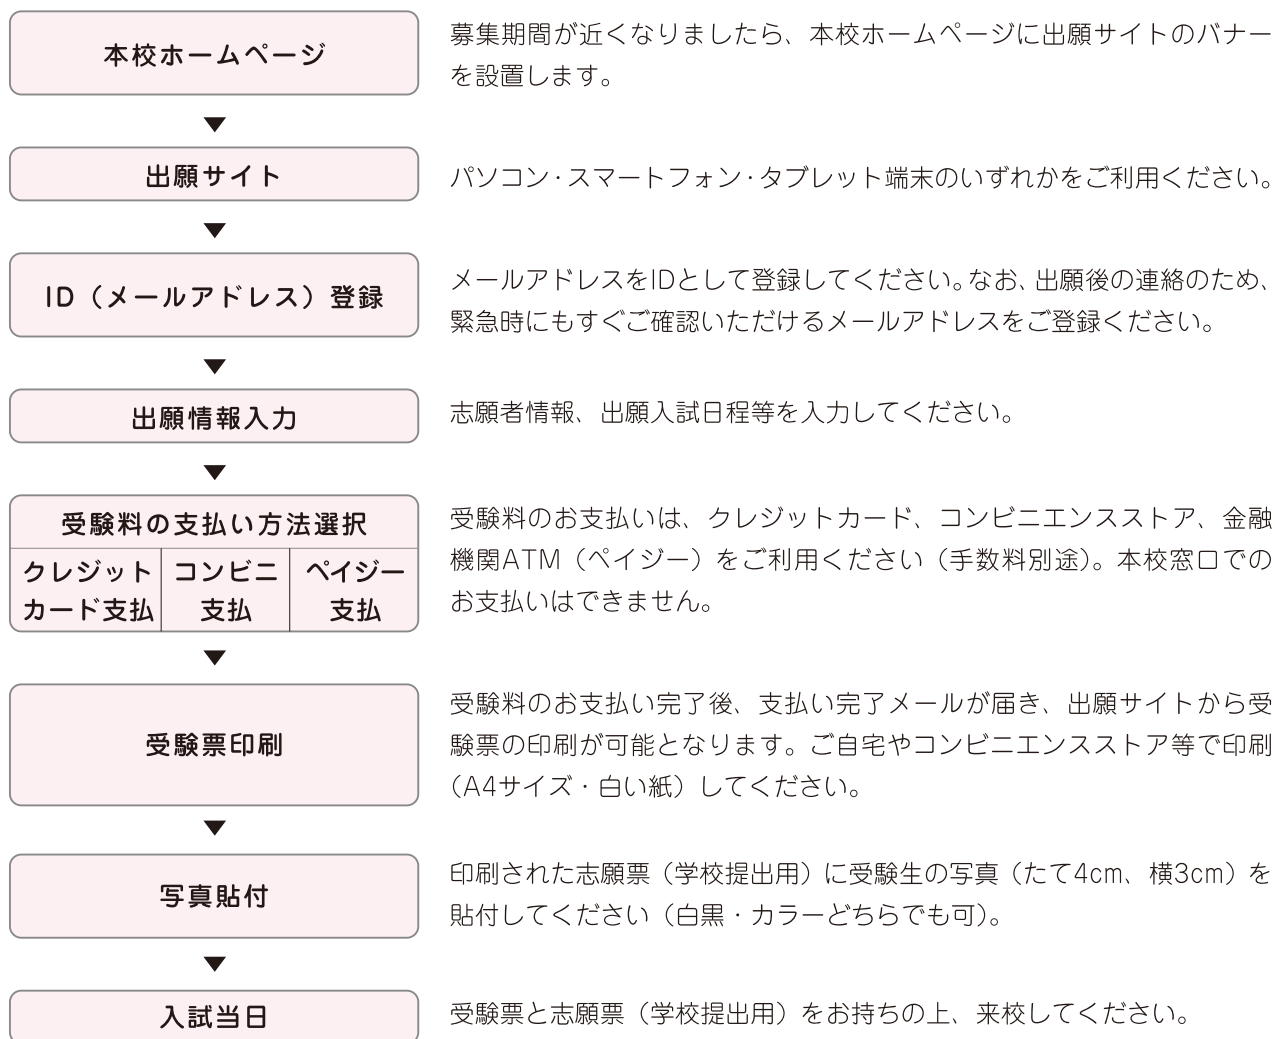 本校ホームページ
募集期間が近くなりましたら、本校ホームページに出願サイトのバナー
を設置します。
▼
出願サイト
パソコン・スマートフォン・タブレット端末のいずれかをご利用ください。
▼
ID（メールアドレス）登録
メールアドレスをIDとして登録してください。なお、出願後の連絡のため、
緊急時にもすぐご確認いただけるメールアドレスをご登録ください。
▼
出願情報入力
志願者情報、出願入試日程等を入力してください。
▼
受験料の支払い方法選択
クレジット
カード支払
コンビニ
支払
ペイジー
支払
受験料のお支払いは、クレジットカード、コンビニエンスストア、金融
機関ATM（ペイジー）をご利用ください（手数料別途）。本校窓口での
お支払いはできません。
▼
受験票印刷
受験料のお支払い完了後、支払い完了メールが届き、出願サイトから受
験票の印刷が可能となります。ご自宅やコンビニエンスストア等で印刷
（A4サイズ・白い紙）してください。
▼
写真貼付
印刷された志願票（学校提出用）に受験生の写真（たて4cm、横3cm）を
貼付してください（白黒・カラーどちらでも可）。
▼
入試当日
受験票と志願票（学校提出用）をお持ちの上、来校してください。